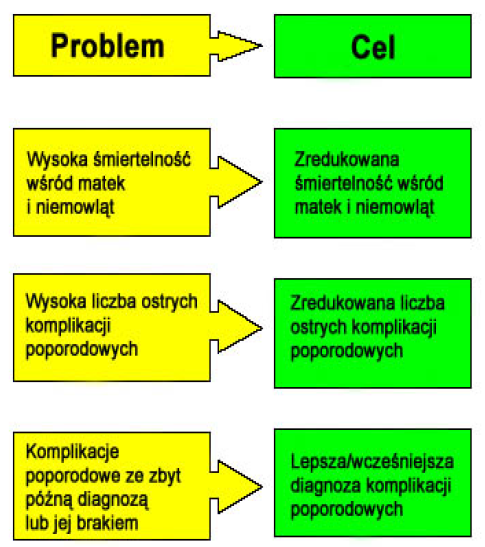 Problem
Cel
Wysoka śmiertelność
wśród matek
i niemowląt
Zredukowana
śmiertelność wśród
matek i niemowląt
Wysoka liczba ostrych
komplikacji
poporodowych
Zredukowana liczba
ostrych komplikacji
poporodowych
Komplikacje
poporodowe ze zbyt
późną diagnozą
lub jej brakiem
Lepsza/wcześniejsza
diagnoza komplikacji
poporodowych